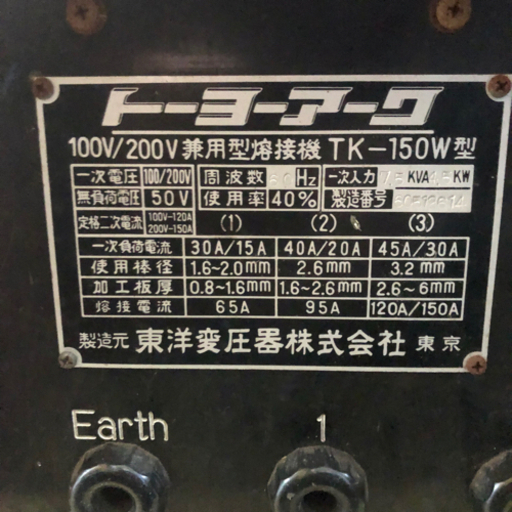 トーヨーアーク
100V/200V兼用型熔接機 TK-150W型
一次電圧 100/200V 周波数 60Hz 一次入力 KVA KW
無負荷電圧 50V 使用率 40% 製造番号
定格二次電流 100V-120A 200V-150A (1) (2) (3)
一次負荷電流 30A/15A 40A/20A 45A/30A
使用棒径 1.6~2.0mm 2.6mm 3.2mm
加工板厚 0.8~1.6mm 1.6~2.6mm 2.6~6mm
熔接電流 65A 95A 120A/150A
製造元 東洋変圧器株式会社 東京
Earth 1